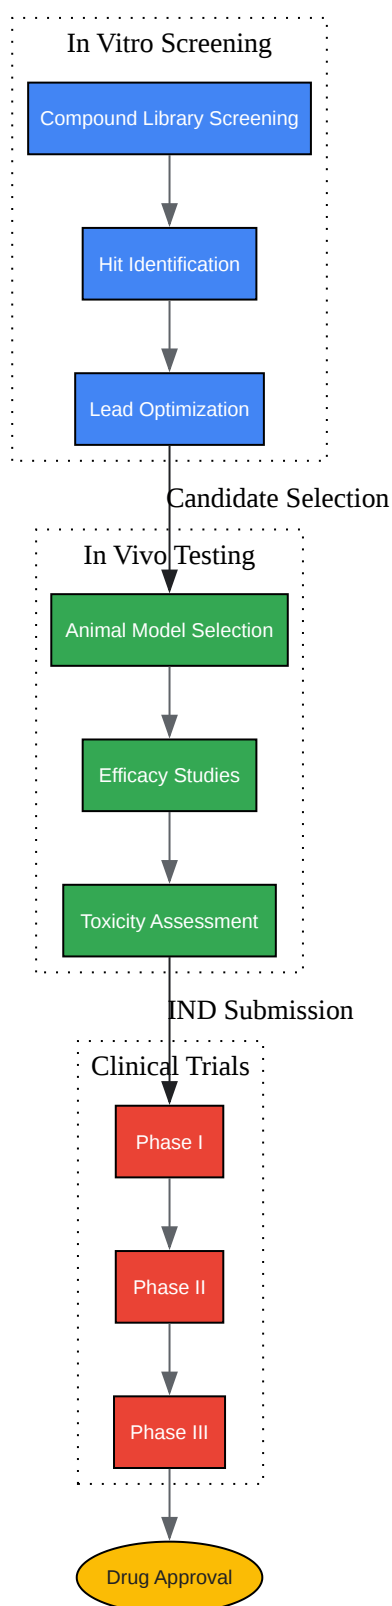 In Vitro Screening
Compound Library Screening
Hit Identification
Lead Optimization
Candidate Selection
In Vivo Testing
Animal Model Selection
Efficacy Studies
Toxicity Assessment
IND Submission
Clinical Trials
Phase I
Phase II
Phase III
Drug Approval